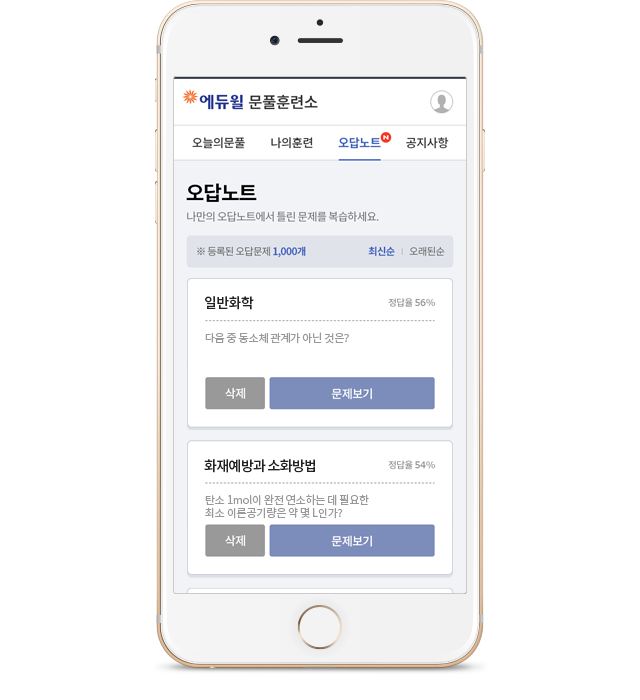 에듀윌 문풀훈련소
오늘의문풀 나의훈련 오답노트 N 공지사항
오답노트
나만의 오답노트에서 틀린 문제를 복습하세요.
※ 등록된 오답문제 1,000개 최신순 | 오래된순
일반화학 정답율 56%
다음 중 동소체 관계가 아닌 것은?
삭제 문제보기
화재예방과 소화방법 정답율 54%
탄소 1mol이 완전 연소하는 데 필요한
최소 이론공기량은 약 몇 L인가?
삭제 문제보기